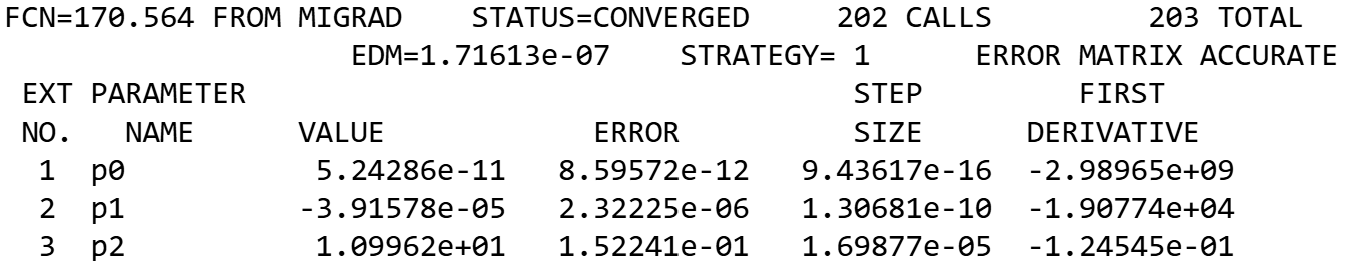 FCN=170.564 FROM MIGRAD    STATUS=CONVERGED     202 CALLS         203 TOTAL
                    EDM=1.71613e-07    STRATEGY= 1      ERROR MATRIX ACCURATE
 EXT PARAMETER                                   STEP         FIRST
 NO.   NAME      VALUE            ERROR          SIZE      DERIVATIVE
  1  p0           5.24286e-11   8.59572e-12   9.43617e-16  -2.98965e+09
  2  p1          -3.91578e-05   2.32225e-06   1.30681e-10  -1.90774e+04
  3  p2           1.09962e+01   1.52241e-01   1.69877e-05  -1.24545e-01